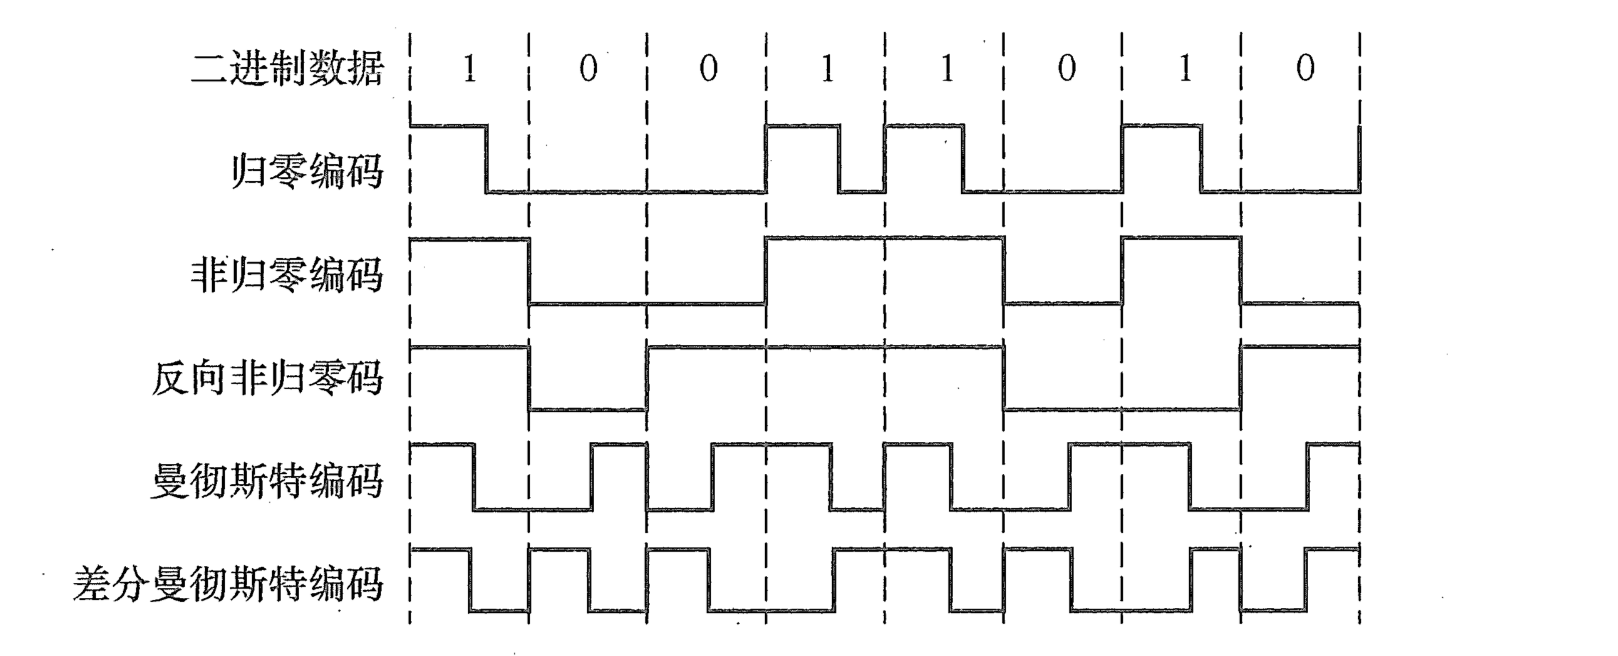 二进制数据 1 0 0 1 1 0 1 0
归零编码
非归零编码
反向非归零码
曼彻斯特编码
差分曼彻斯特编码